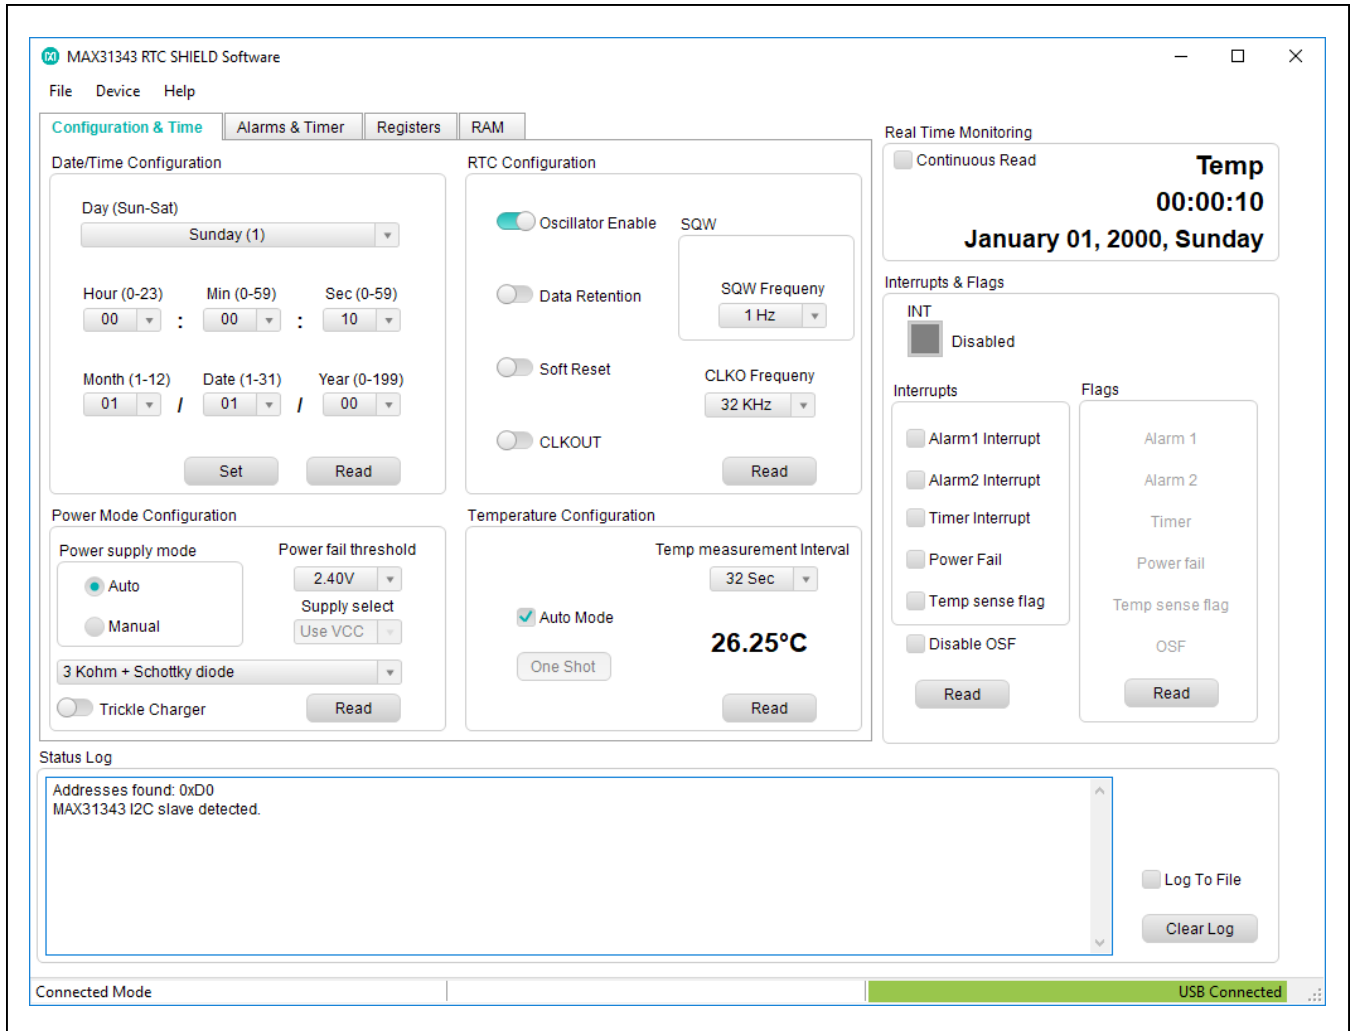 MAX31343 RTC SHIELD Software
File Device Help
Configuration & Time Alarms & Timer Registers RAM
Date/Time Configuration
Day (Sun-Sat)
Sunday (1)
Hour (0-23) Min (0-59) Sec (0-59)
00 : 00 : 10
Month (1-12) Date (1-31) Year (0-199)
01 / 01 / 00
Set Read
RTC Configuration
Oscillator Enable
Data Retention
Soft Reset
CLKOUT
SQW
SQW Frequeny
1 Hz
CLKO Frequeny
32 KHz
Read
Power Mode Configuration
Power supply mode
Auto
Manual
Power fail threshold
2.40V
Supply select
Use VCC
3 Kohm + Schottky diode
Trickle Charger
Read
Temperature Configuration
Temp measurement Interval
32 Sec
Auto Mode
26.25°C
One Shot
Read
Real Time Monitoring
Continuous Read
Temp
00:00:10
January 01, 2000, Sunday
Interrupts & Flags
INT
Disabled
Interrupts
Alarm1 Interrupt
Alarm2 Interrupt
Timer Interrupt
Power Fail
Temp sense flag
Disable OSF
Read
Flags
Alarm 1
Alarm 2
Timer
Power fail
Temp sense flag
OSF
Read
Status Log
Addresses found: 0xD0
MAX31343 I2C slave detected.
Log To File
Clear Log
Connected Mode
USB Connected